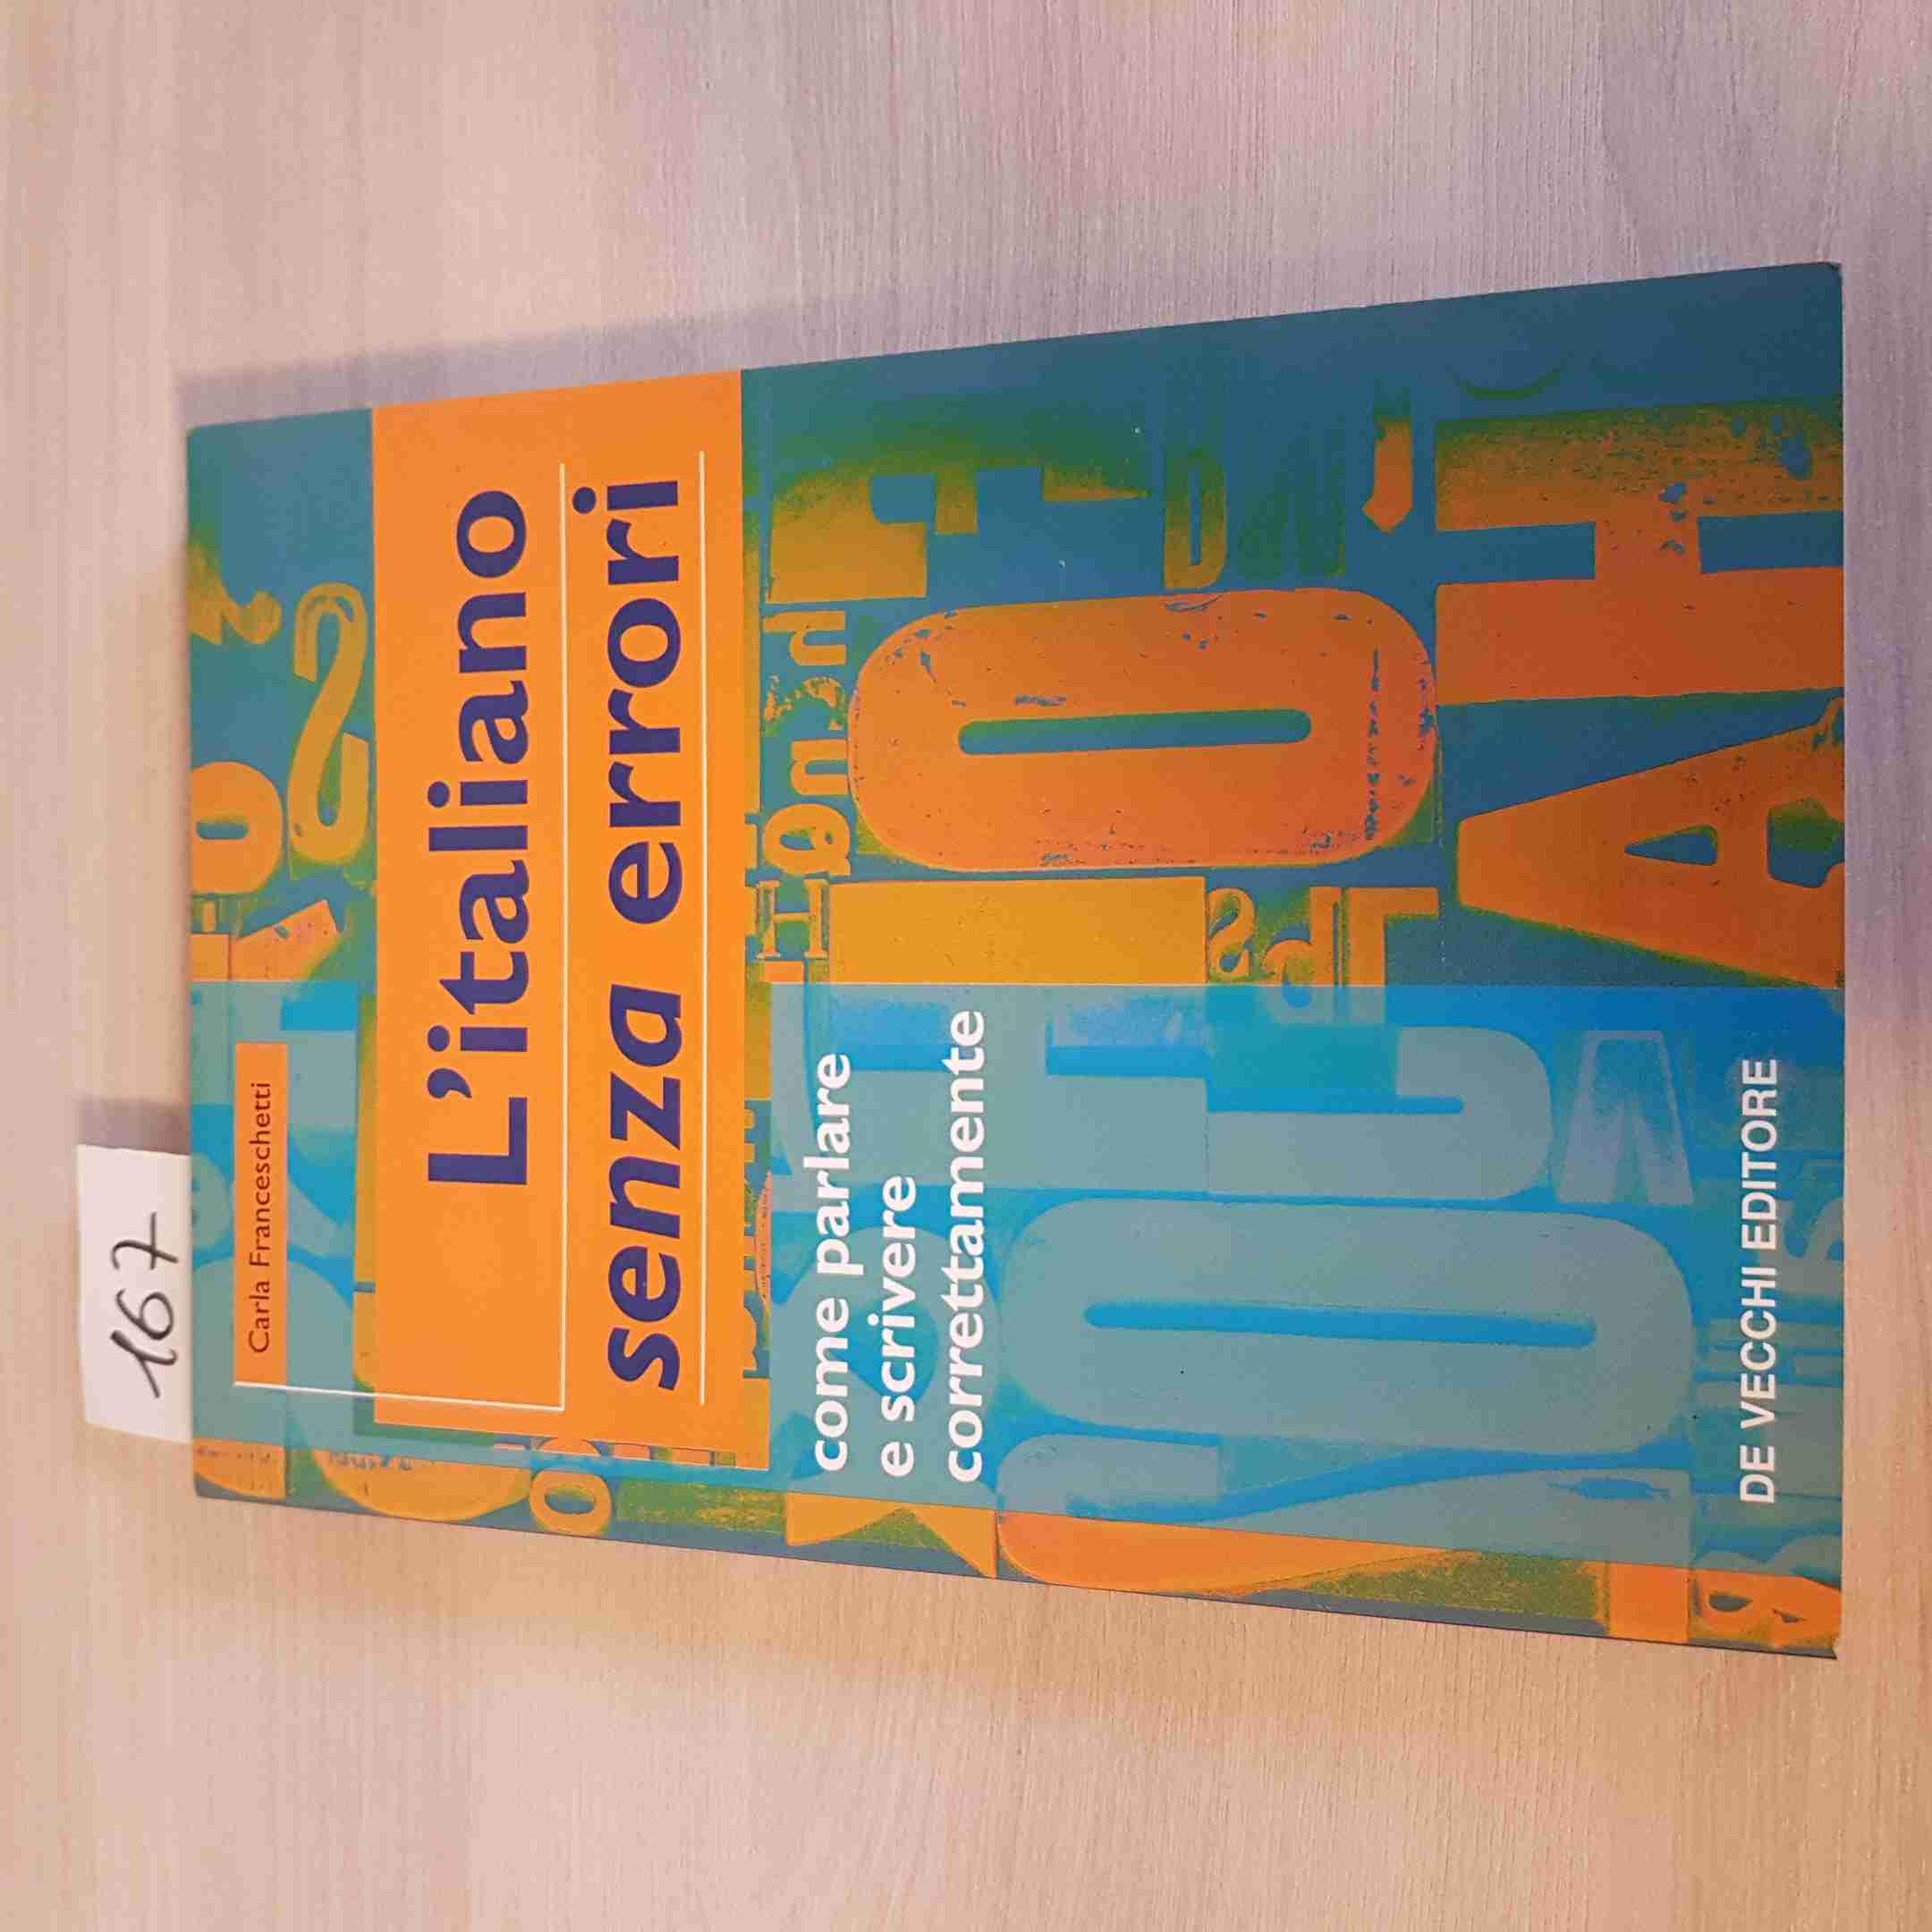 167
Carla Franceschetti
L'italiano
senza errori
come parlare
e scrivere
correttamente
DE VECCHI EDITORE